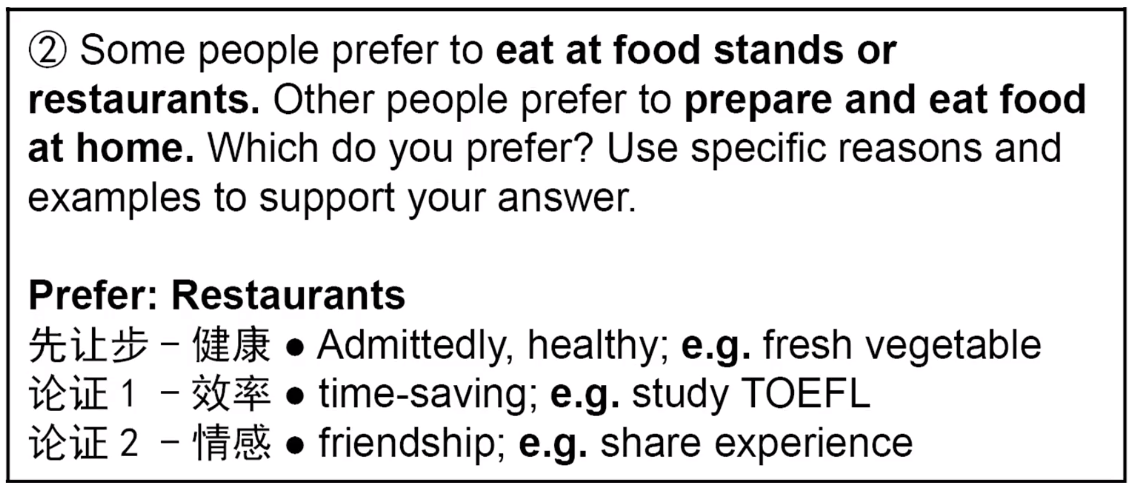 ② Some people prefer to eat at food stands or
restaurants. Other people prefer to prepare and eat food
at home. Which do you prefer? Use specific reasons and
examples to support your answer.
Prefer: Restaurants
先让步 – 健康 ● Admittedly, healthy; e.g. fresh vegetable
论证 1 – 效率 ● time-saving; e.g. study TOEFL
论证 2 – 情感 ● friendship; e.g. share experience